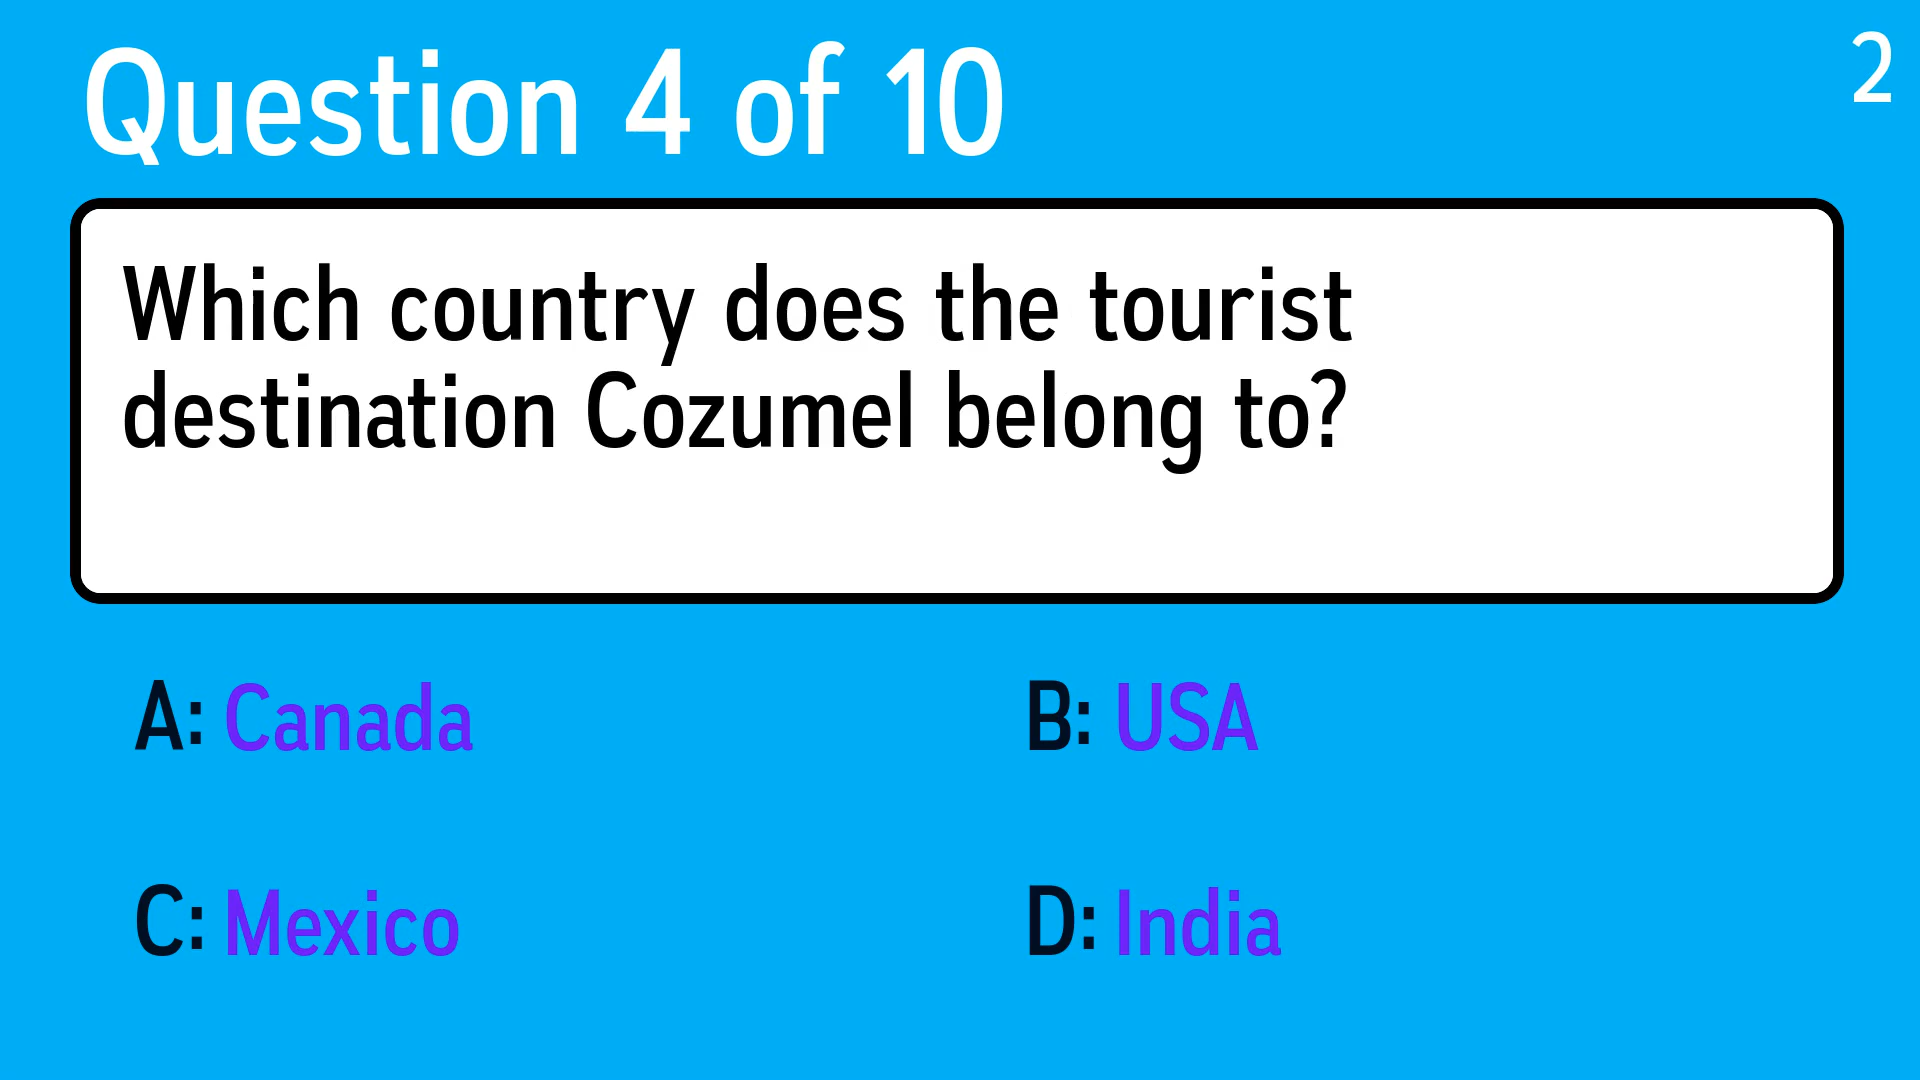 Question 4 of 10
2
Which country does the tourist
destination Cozumel belong to?
A: Canada
B: USA
C: Mexico
D: India